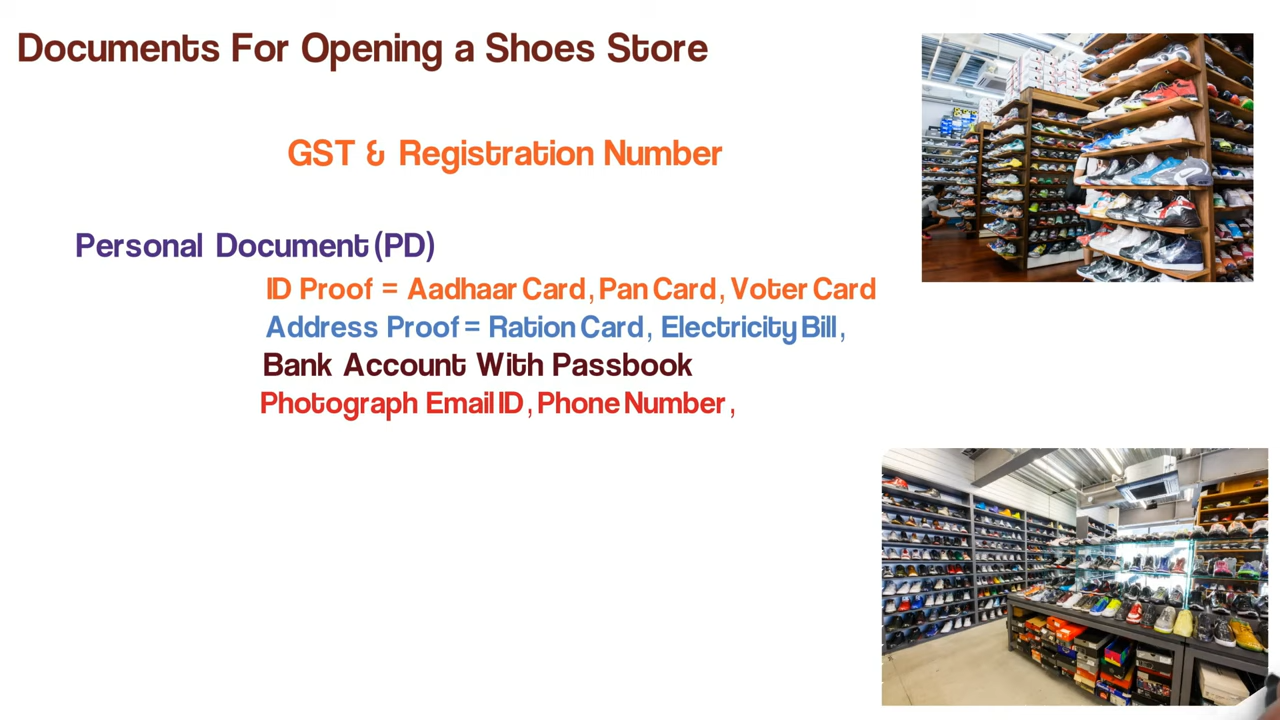 Documents For Opening a Shoes Store
GST & Registration Number
Personal Document (PD)
ID Proof = Aadhaar Card, Pan Card, Voter Card
Address Proof = Ration Card, Electricity Bill,
Bank Account With Passbook
Photograph Email ID, Phone Number,